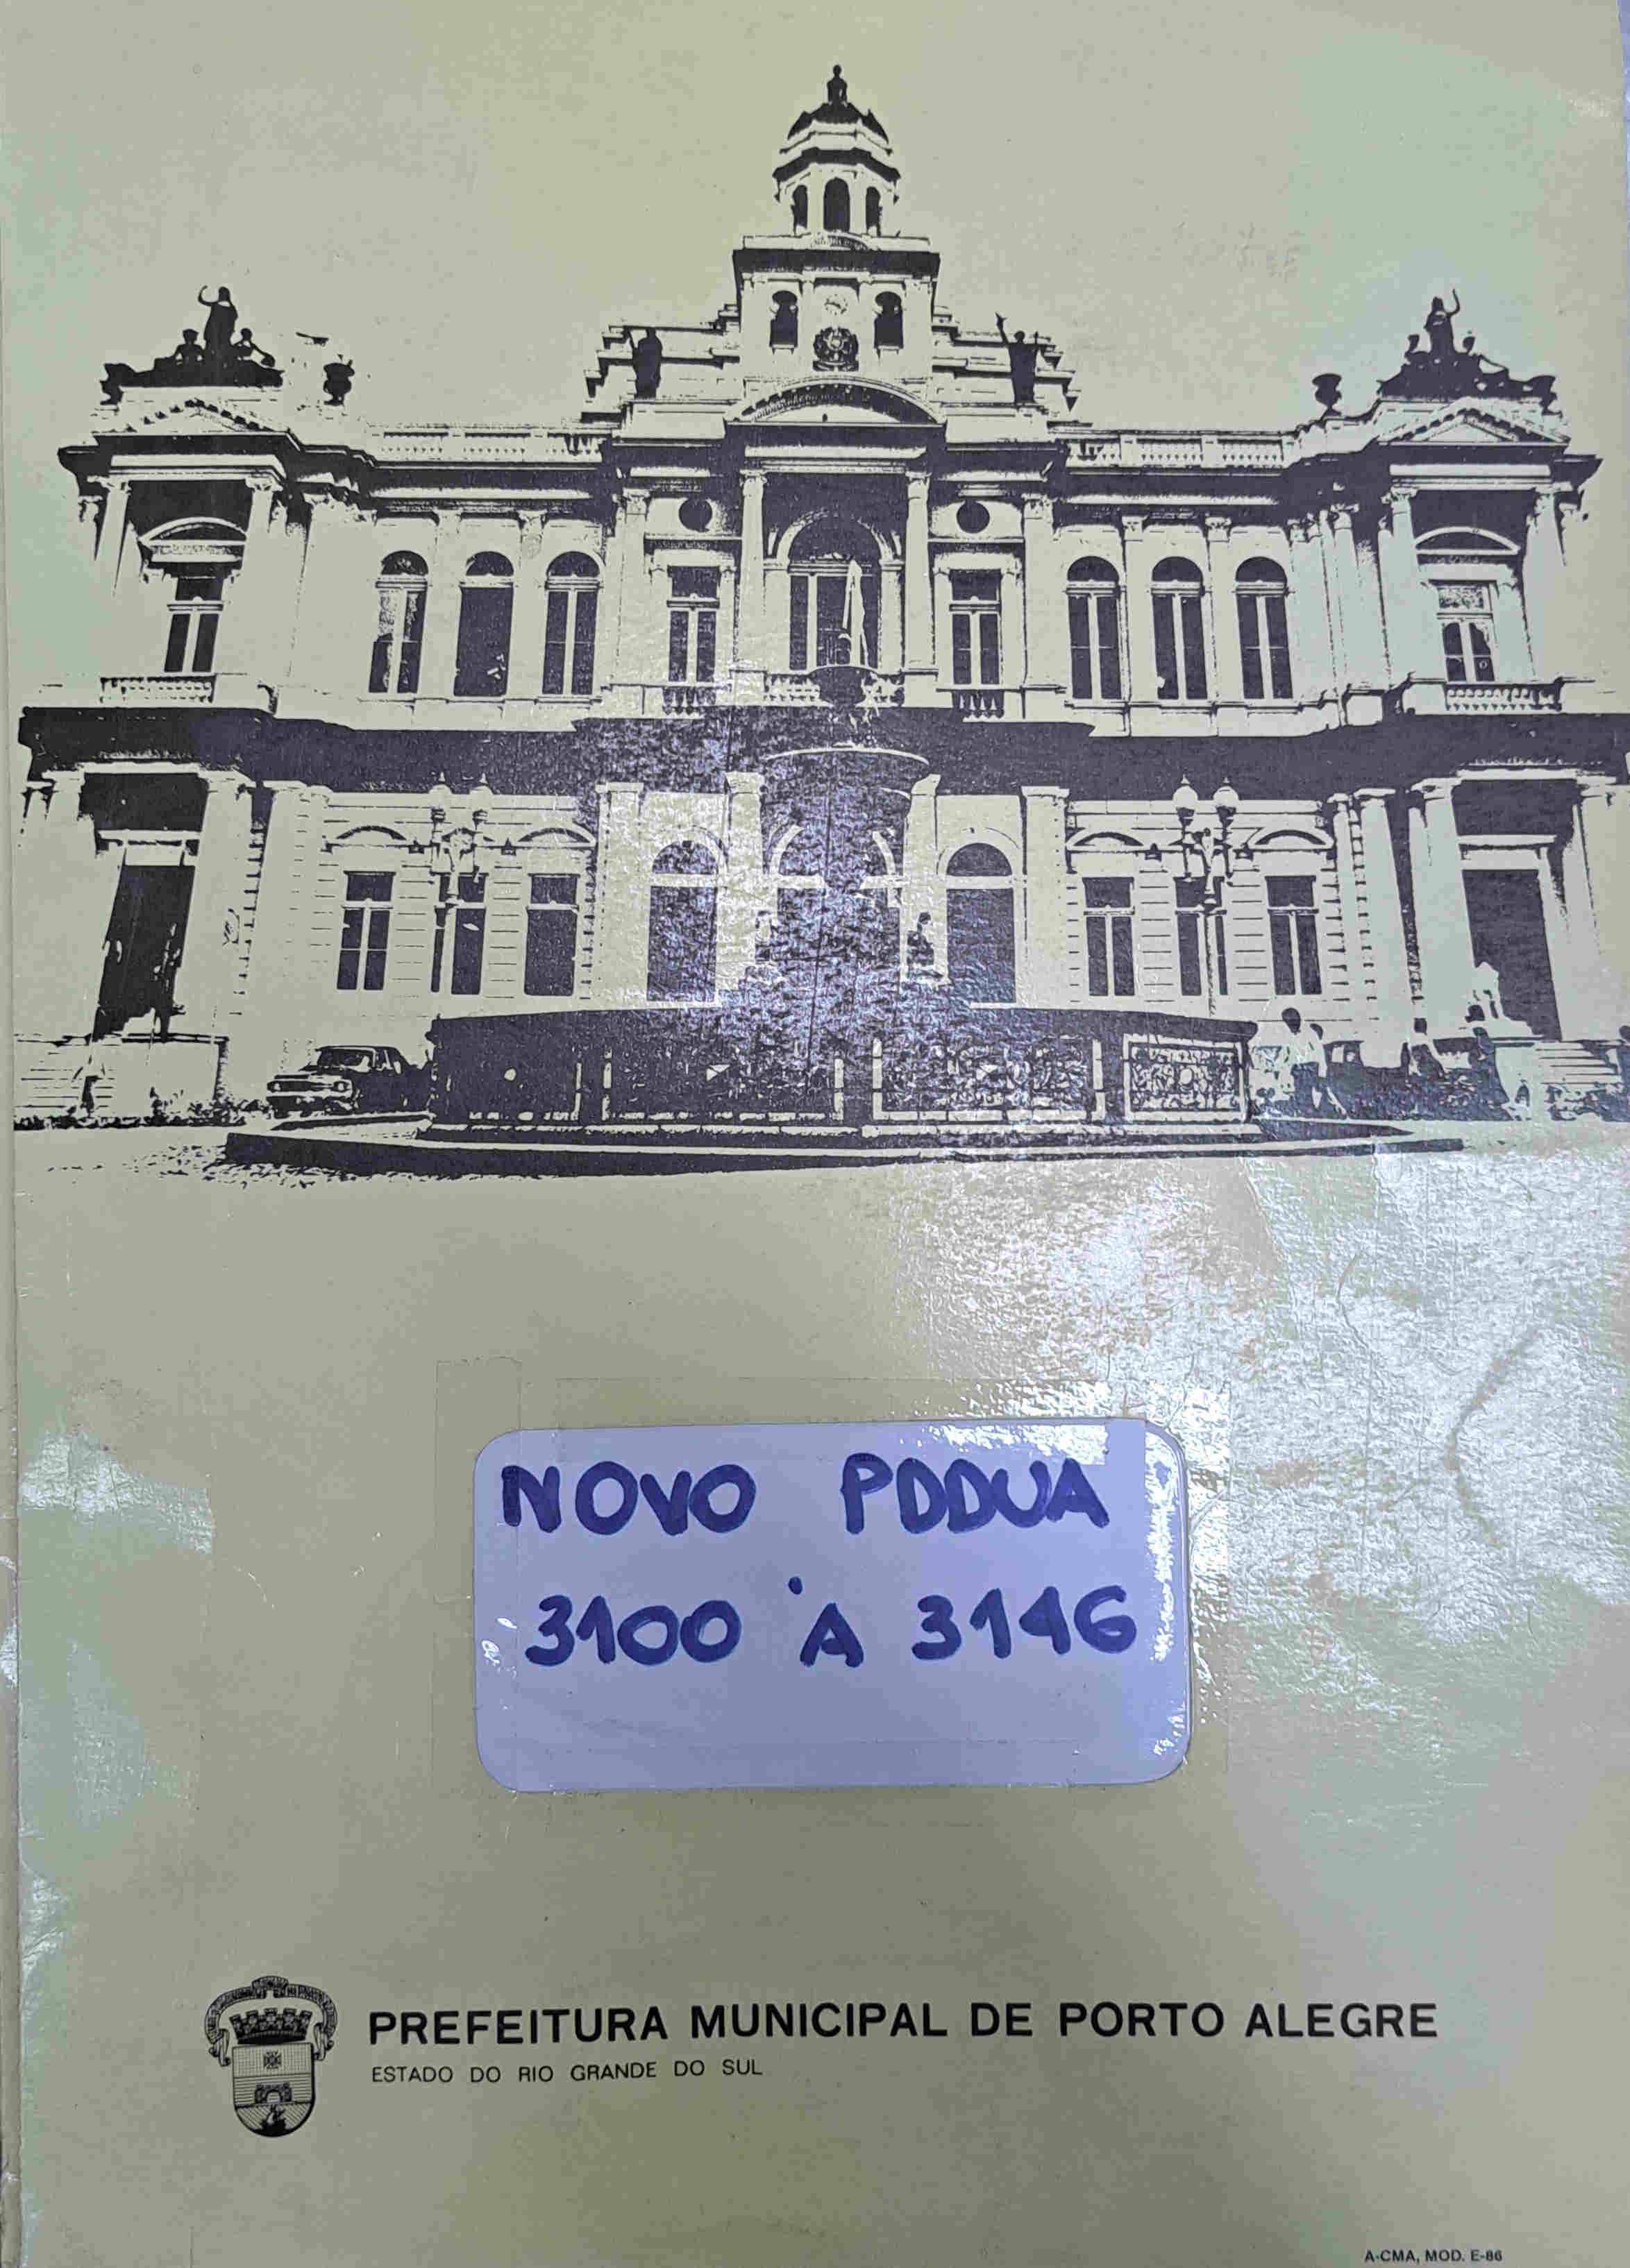 NOVO PDDUA
3100 À 3146
PREFEITURA MUNICIPAL DE PORTO ALEGRE
ESTADO DO RIO GRANDE DO SUL
A-CMA, MOD. E-86